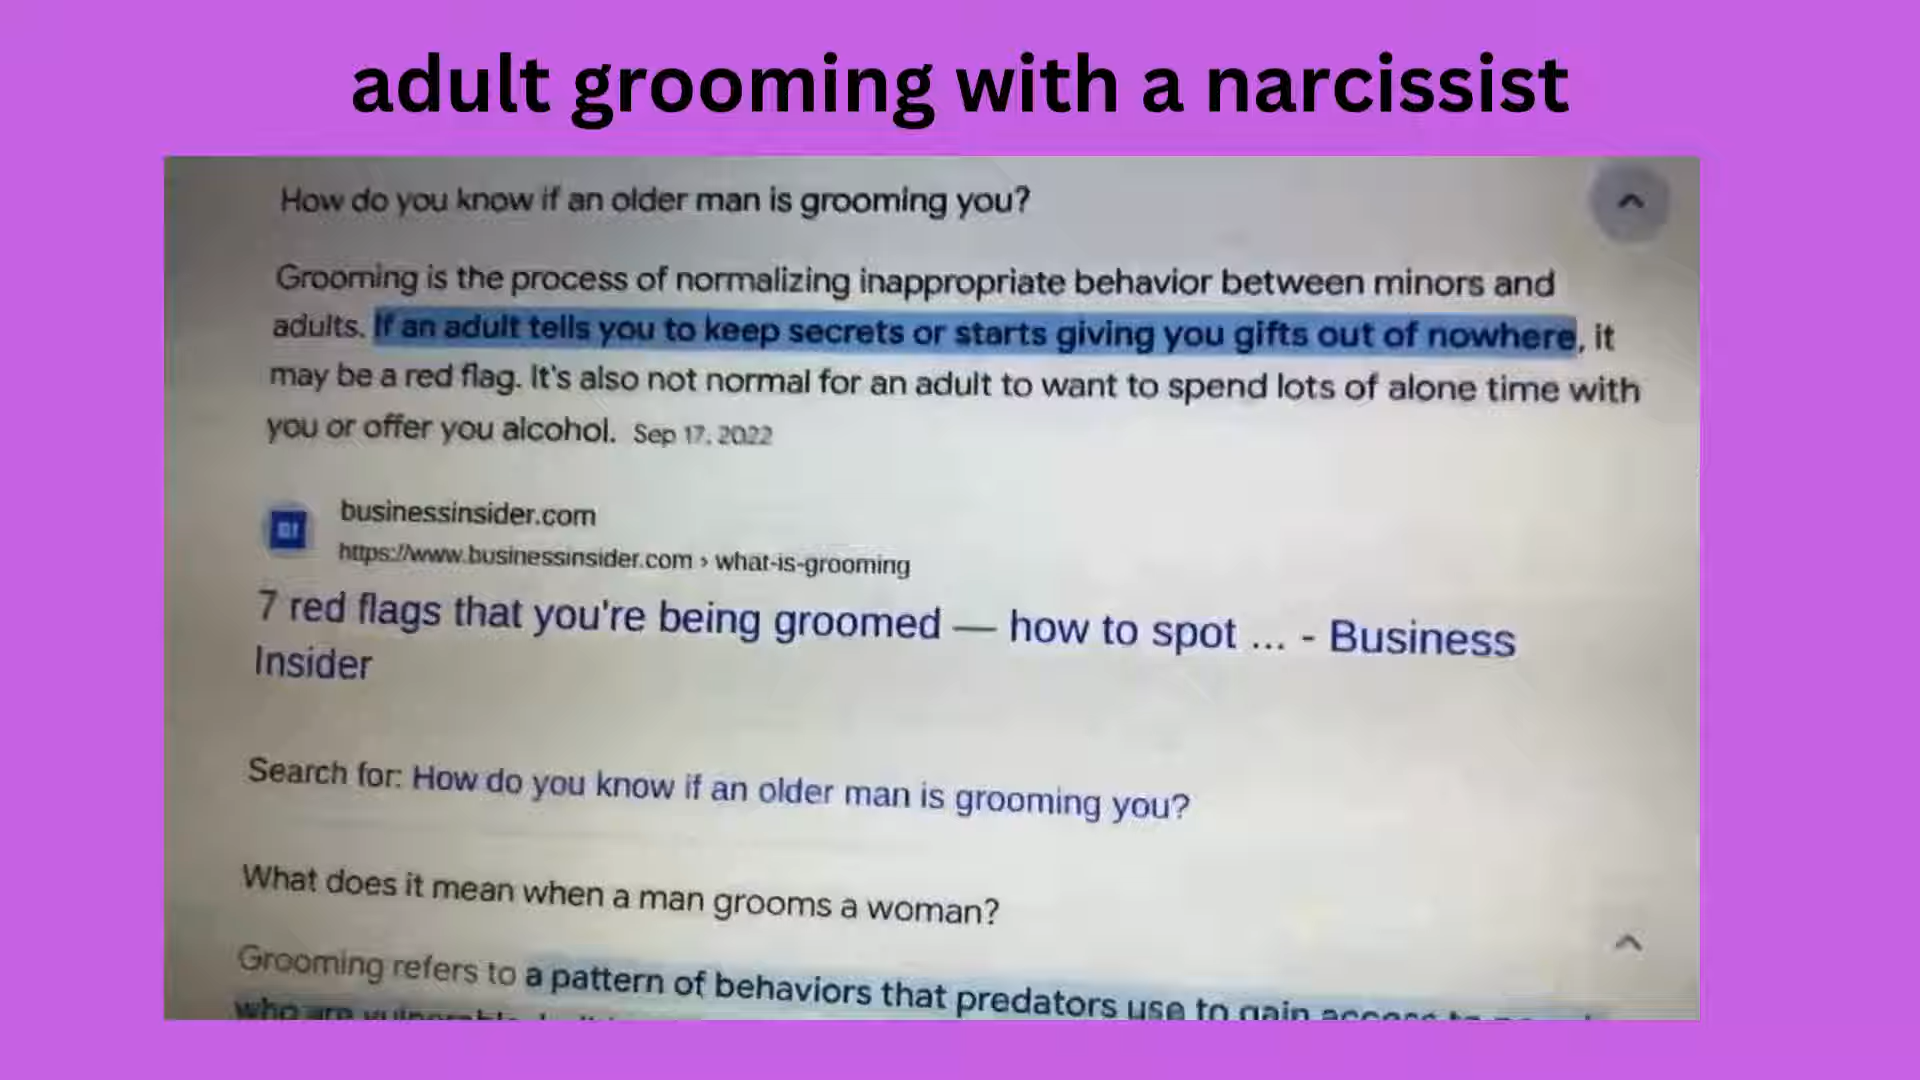 adult grooming with a narcissist
How do you know if an older man is grooming you?
Grooming is the process of normalizing inappropriate behavior between minors and
adults. If an adult tells you to keep secrets or starts giving you gifts out of nowhere, it
may be a red flag. It's also not normal for an adult to want to spend lots of alone time with
you or offer you alcohol. Sep 17, 2022
BI
businessinsider.com
https://www.businessinsider.com › what-is-grooming
7 red flags that you're being groomed — how to spot ... - Business
Insider
Search for: How do you know if an older man is grooming you?
What does it mean when a man grooms a woman?
Grooming refers to a pattern of behaviors that predators use to gain access to
who are